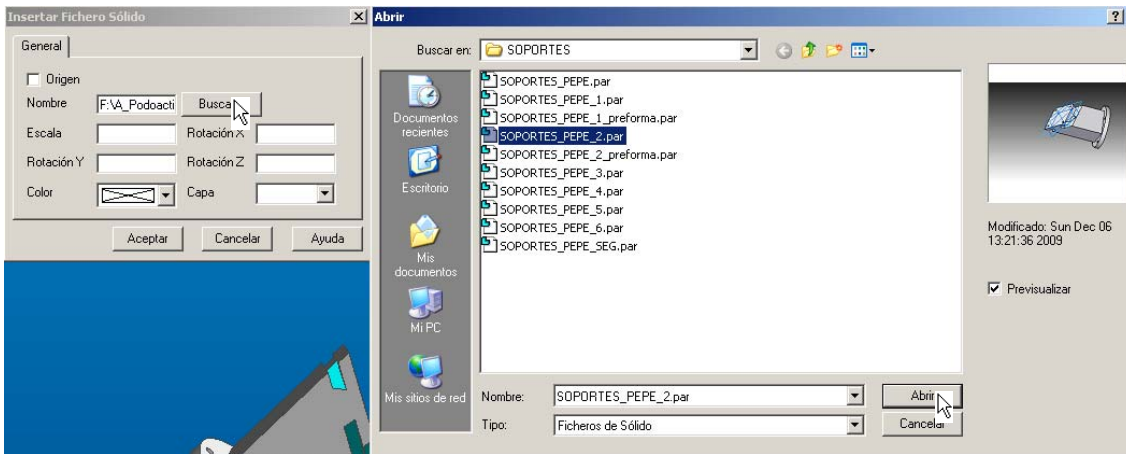 Insertar Fichero Sólido
General
Origen
Nombre F:\A_Podoacti Busca
Escala Rotación X
Rotación Y Rotación Z
Color Capa
Aceptar Cancelar Ayuda
Abrir
Buscar en: SOPORTES
Documentos
recientes
Escritorio
Mis
documentos
Mi PC
Mis sitios de red
SOPORTES_PEPE.par
SOPORTES_PEPE_1.par
SOPORTES_PEPE_1_preforma.par
SOPORTES_PEPE_2.par
SOPORTES_PEPE_2_preforma.par
SOPORTES_PEPE_3.par
SOPORTES_PEPE_4.par
SOPORTES_PEPE_5.par
SOPORTES_PEPE_6.par
SOPORTES_PEPE_SEG.par
Nombre: SOPORTES_PEPE_2.par Abrir
Tipo: Ficheros de Sólido Cancelar
Modificado: Sun Dec 06
13:21:36 2009
Previsualizar